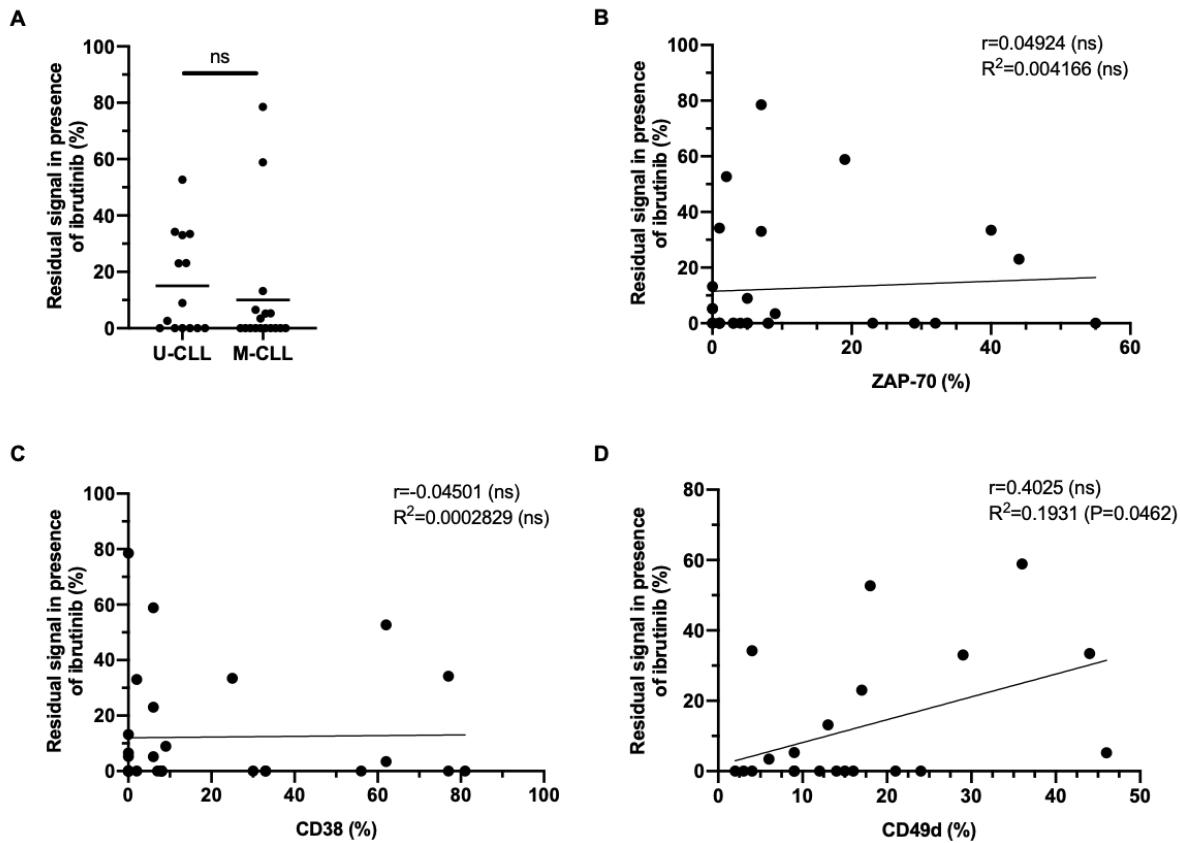 A
Residual signal in presence
of ibrutinib (%)
100
80
60
40
20
0
ns
U-CLL M-CLL
B
Residual signal in presence
of ibrutinib (%)
100
80
60
40
20
0
r=0.04924 (ns)
R²=0.004166 (ns)
0 20 40 60
ZAP-70 (%)
C
Residual signal in presence
of ibrutinib (%)
100
80
60
40
20
0
r=-0.04501 (ns)
R²=0.0002829 (ns)
0 20 40 60 80 100
CD38 (%)
D
Residual signal in presence
of ibrutinib (%)
80
60
40
20
0
r=0.4025 (ns)
R²=0.1931 (P=0.0462)
0 10 20 30 40 50
CD49d (%)